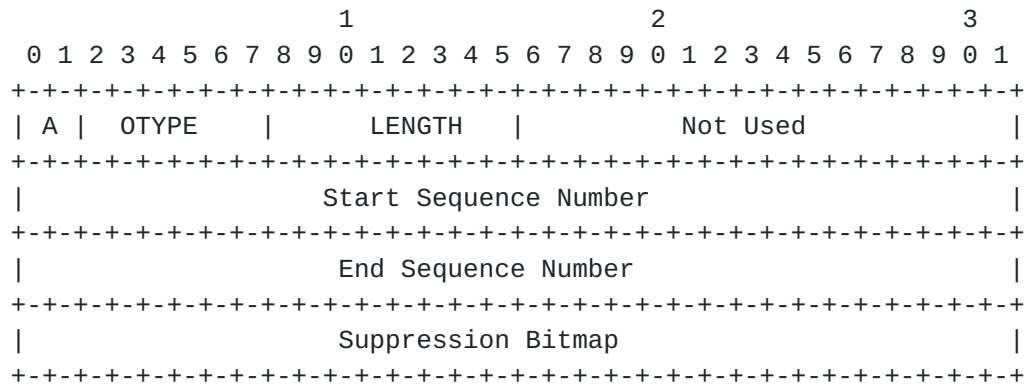 1                   2                   3
 0 1 2 3 4 5 6 7 8 9 0 1 2 3 4 5 6 7 8 9 0 1 2 3 4 5 6 7 8 9 0 1
+-+-+-+-+-+-+-+-+-+-+-+-+-+-+-+-+-+-+-+-+-+-+-+-+-+-+-+-+-+-+-+-+
| A |  OTYPE    |      LENGTH   |          Not Used             |
+-+-+-+-+-+-+-+-+-+-+-+-+-+-+-+-+-+-+-+-+-+-+-+-+-+-+-+-+-+-+-+-+
|                   Start Sequence Number                       |
+-+-+-+-+-+-+-+-+-+-+-+-+-+-+-+-+-+-+-+-+-+-+-+-+-+-+-+-+-+-+-+-+
|                    End Sequence Number                        |
+-+-+-+-+-+-+-+-+-+-+-+-+-+-+-+-+-+-+-+-+-+-+-+-+-+-+-+-+-+-+-+-+
|                    Suppression Bitmap                         |
+-+-+-+-+-+-+-+-+-+-+-+-+-+-+-+-+-+-+-+-+-+-+-+-+-+-+-+-+-+-+-+-+